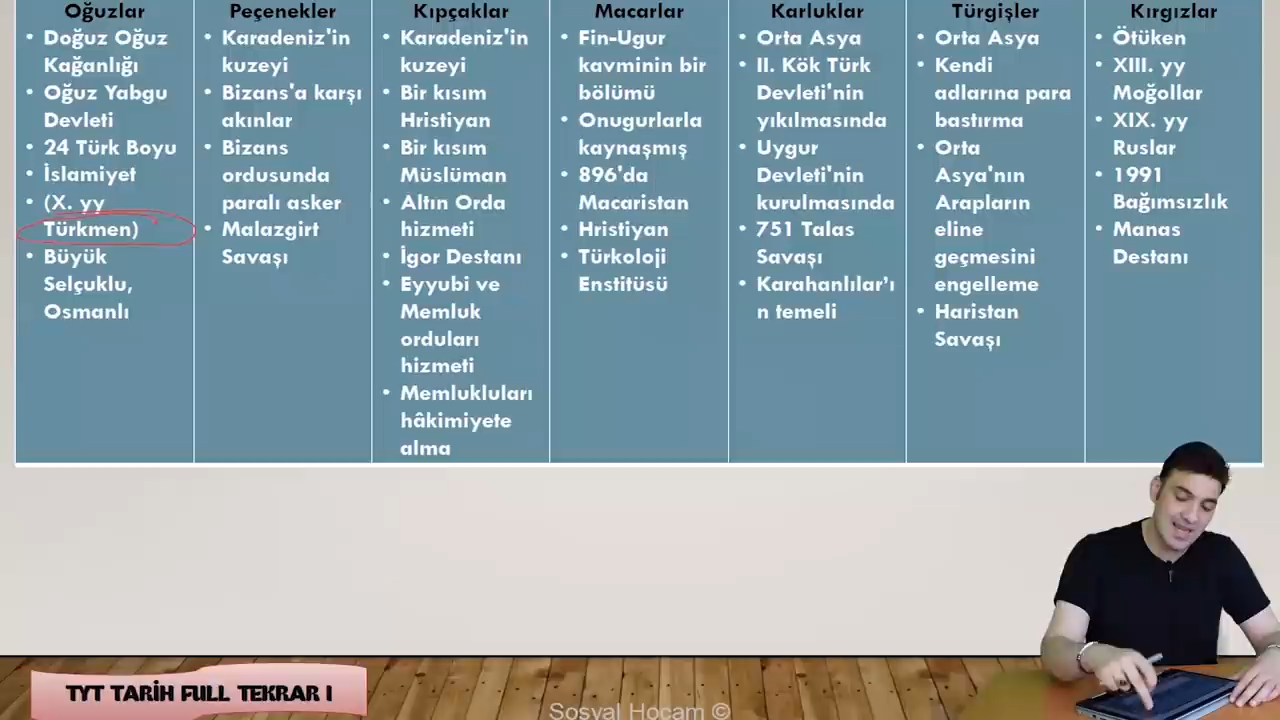 Oğuzlar
• Doğuz Oğuz
Kağanlığı
• Oğuz Yabgu
Devleti
• 24 Türk Boyu
• İslamiyet
• (X. yy
Türkmen)
• Büyük
Selçuklu,
Osmanlı
Peçenekler
• Karadeniz'in
kuzeyi
• Bizans'a karşı
akınlar
• Bizans
ordusunda
paralı asker
• Malazgirt
Savaşı
Kıpçaklar
• Karadeniz'in
kuzeyi
• Bir kısım
Hristiyan
• Bir kısım
Müslüman
• Altın Orda
hizmeti
• İgor Destanı
• Eyyubi ve
Memluk
orduları
hizmeti
• Memlukluları
hâkimiyete
alma
Macarlar
• Fin-Ugur
kavminin bir
bölümü
• Onugurlarla
kaynaşmış
• 896'da
Macaristan
• Hristiyan
• Türkoloji
Enstitüsü
Karluklar
• Orta Asya
• II. Kök Türk
Devleti'nin
yıkılmasında
• Uygur
Devleti'nin
kurulmasında
• 751 Talas
Savaşı
• Karahanlılar'ı
n temeli
Türgişler
• Orta Asya
• Kendi
adlarına para
bastırma
• Orta
Asya'nın
Arapların
eline
geçmesini
engelleme
• Haristan
Savaşı
Kırgızlar
• Ötüken
• XIII. yy
Moğollar
• XIX. yy
Ruslar
• 1991
Bağımsızlık
• Manas
Destanı
TYT TARİH FULL TEKRAR I
Sosyal Hocam ©